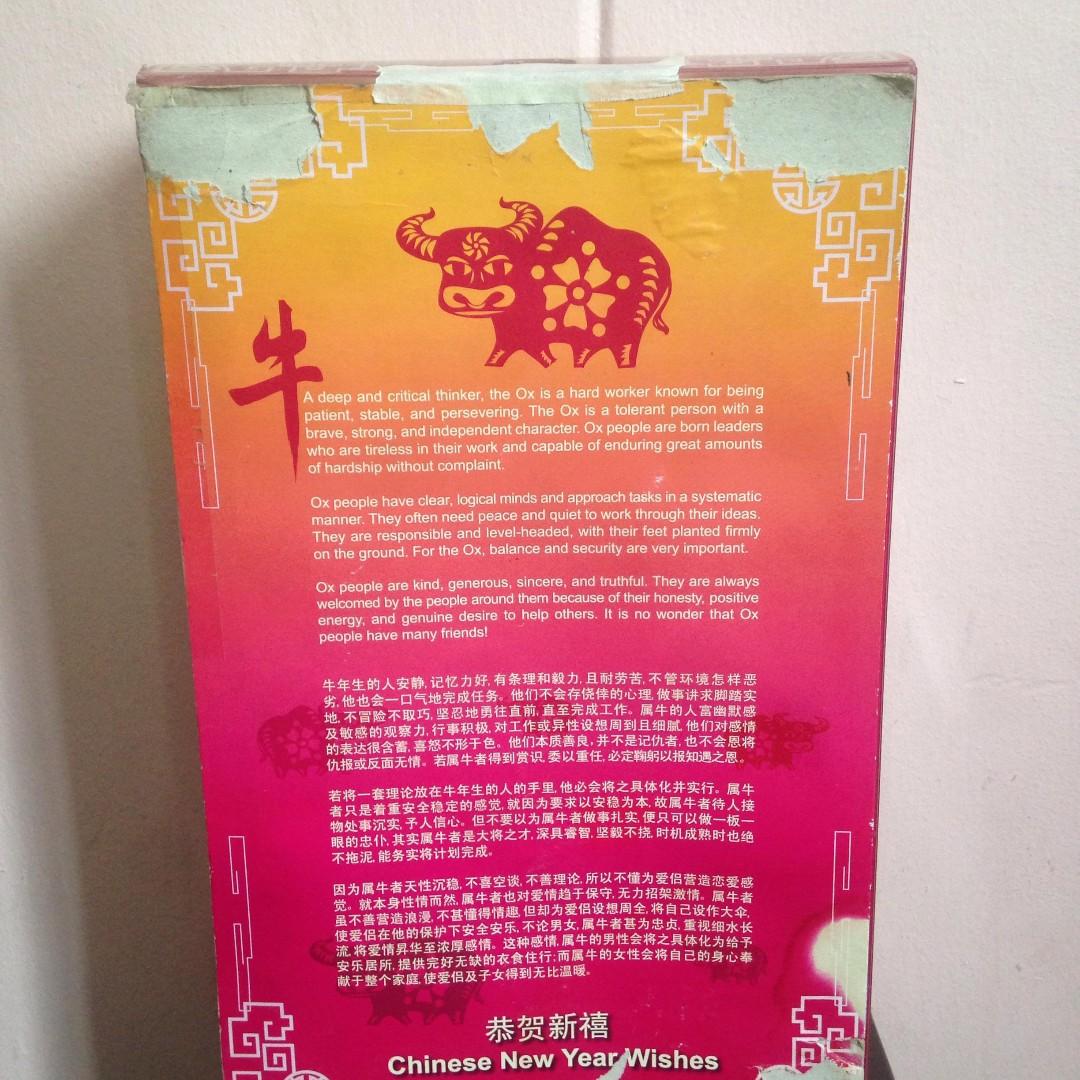 牛
A deep and critical thinker, the Ox is a hard worker known for being
patient, stable, and persevering. The Ox is a tolerant person with a
brave, strong, and independent character. Ox people are born leaders
who are tireless in their work and capable of enduring great amounts
of hardship without complaint.
Ox people have clear, logical minds and approach tasks in a systematic
manner. They often need peace and quiet to work through their ideas.
They are responsible and level-headed, with their feet planted firmly
on the ground. For the Ox, balance and security are very important.
Ox people are kind, generous, sincere, and truthful. They are always
welcomed by the people around them because of their honesty, positive
energy, and genuine desire to help others. It is no wonder that Ox
people have many friends!
牛年生的人安静,记忆力好,有条理和毅力,且耐劳苦,不管环境怎样恶
劣,他也会一口气地完成任务。他们不会存侥倖的心理,做事讲求脚踏实
地,不冒险不取巧,坚忍地勇往直前,直至完成工作。属牛的人富幽默感
及敏感的观察力,行事积极,对工作或异性设想周到且细腻,他们对感情
的表达很含蓄,喜怒不形于色。他们本质善良,并不是记仇者,也不会恩将
仇报或反面无情。若属牛者得到赏识,委以重任,必定鞠躬以报知遇之恩。
若将一套理论放在牛年生的人的手里,他必会将之具体化并实行。属牛
者只是着重安全稳定的感觉,就因为要求以安稳为本,故属牛者待人接
物处事沉实,予人信心。但不要以为属牛者做事扎实,便只可以做一板一
眼的忠仆,其实属牛者是大将之才,深具睿智,坚毅不挠,时机成熟时也绝
不拖泥,能务实将计划完成。
因为属牛者天性沉稳,不喜空谈,不善理论,所以不懂为爱侣营造恋爱感
觉。就本身性情而然,属牛者也对爱情趋于保守,无力招架激情。属牛者
虽不善营造浪漫,不甚懂得情趣,但却为爱侣设想周全,将自己设作大伞,
使爱侣在他的保护下安全安乐,不论男女,属牛者甚为忠贞,重视细水长
流,将爱情昇华至浓厚感情。这种感情,属牛的男性会将之具体化为给予
安乐居所,提供完好无缺的衣食住行;而属牛的女性会将自己的身心奉
献于整个家庭,使爱侣及子女得到无比温暖。
恭贺新禧
Chinese New Year Wishes